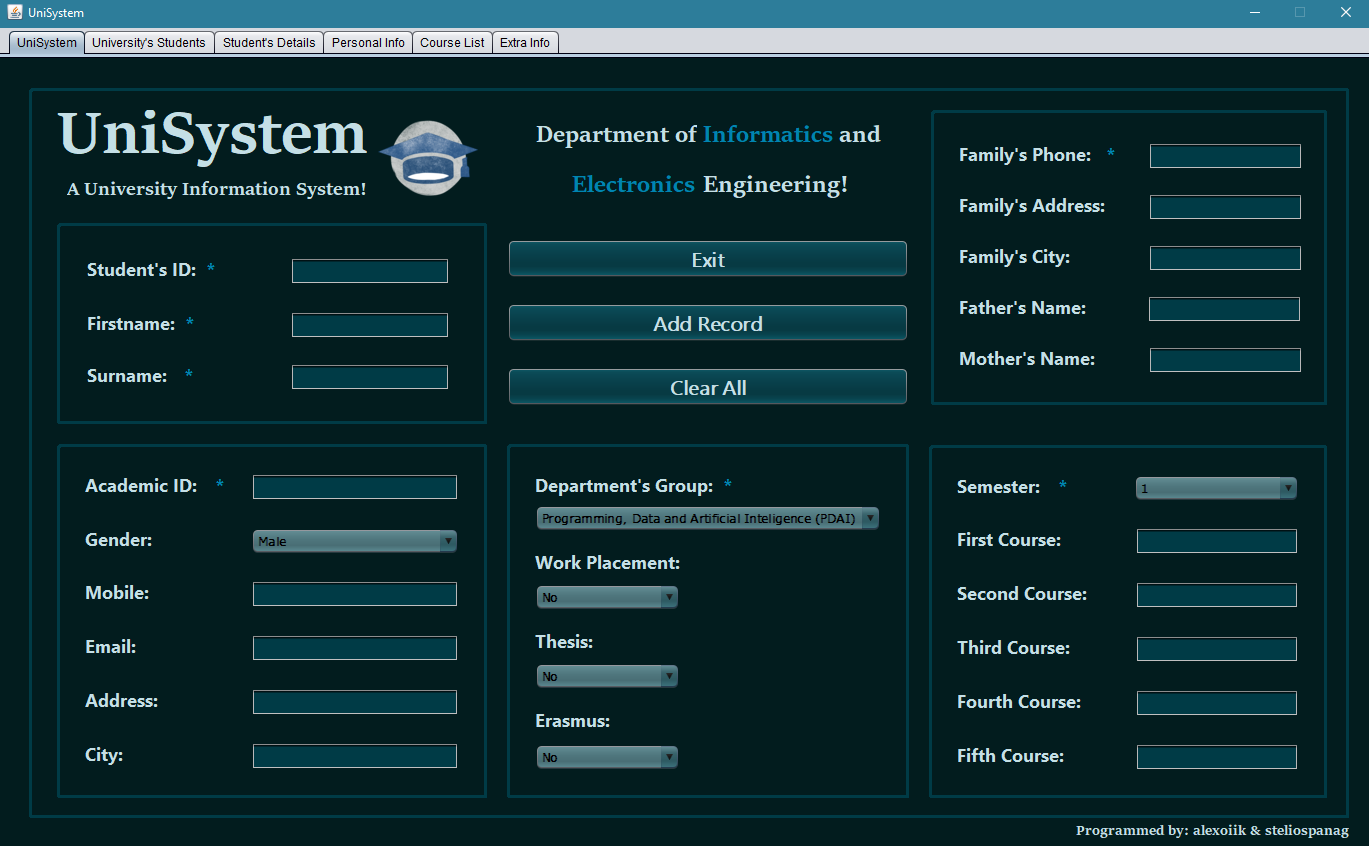 UniSystem
UniSystem University's Students Student's Details Personal Info Course List Extra Info
UniSystem
A University Information System!
Department of Informatics and
Electronics Engineering!
Student's ID: *
Firstname: *
Surname: *
Exit
Add Record
Clear All
Family's Phone: *
Family's Address:
Family's City:
Father's Name:
Mother's Name:
Academic ID: *
Gender: Male
Mobile:
Email:
Address:
City:
Department's Group: *
Programming, Data and Artificial Inteligence (PDAI)
Work Placement:
No
Thesis:
No
Erasmus:
No
Semester: * 1
First Course:
Second Course:
Third Course:
Fourth Course:
Fifth Course:
Programmed by: alexoiik & steliospanag